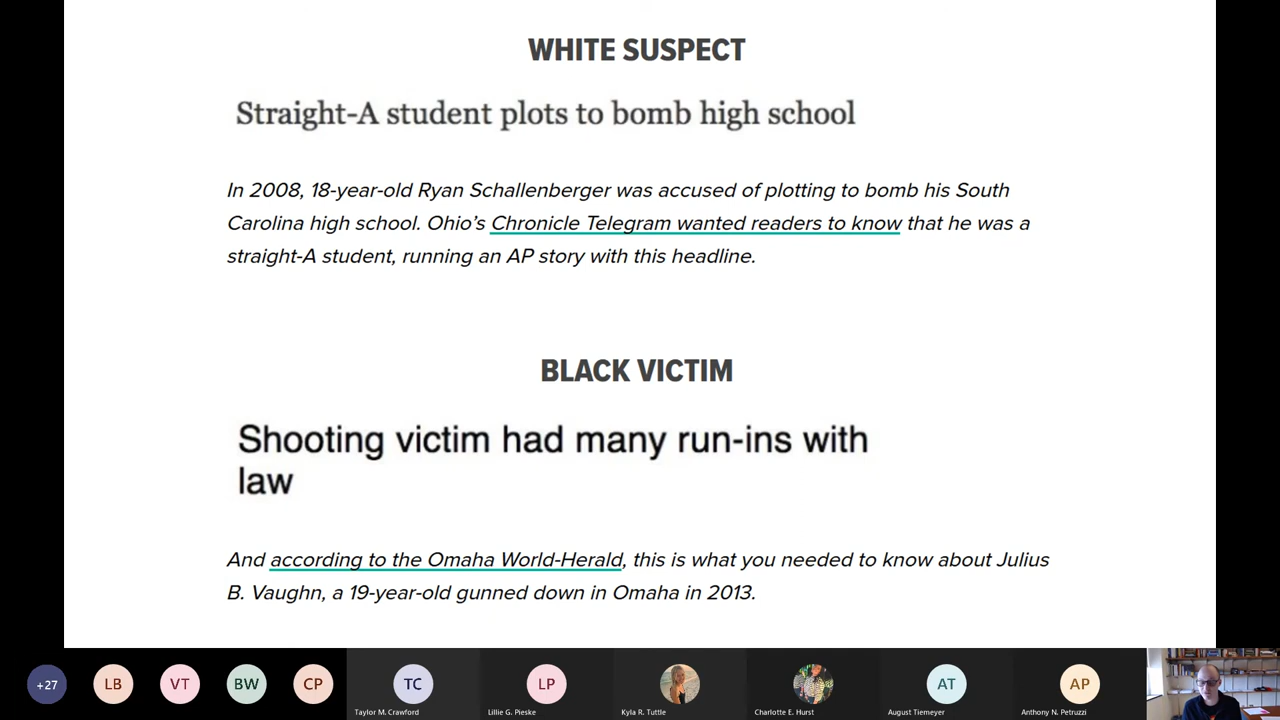 WHITE SUSPECT
Straight-A student plots to bomb high school
In 2008, 18-year-old Ryan Schallenberger was accused of plotting to bomb his South
Carolina high school. Ohio’s Chronicle Telegram wanted readers to know that he was a
straight-A student, running an AP story with this headline.
BLACK VICTIM
Shooting victim had many run-ins with
law
And according to the Omaha World-Herald, this is what you needed to know about Julius
B. Vaughn, a 19-year-old gunned down in Omaha in 2013.
+27 LB VT BW CP TC LP AT AP
Taylor M. Crawford Lillie G. Pieske Kyla R. Tuttle Charlotte E. Hurst August Tiemeyer Anthony N. Petruzzi